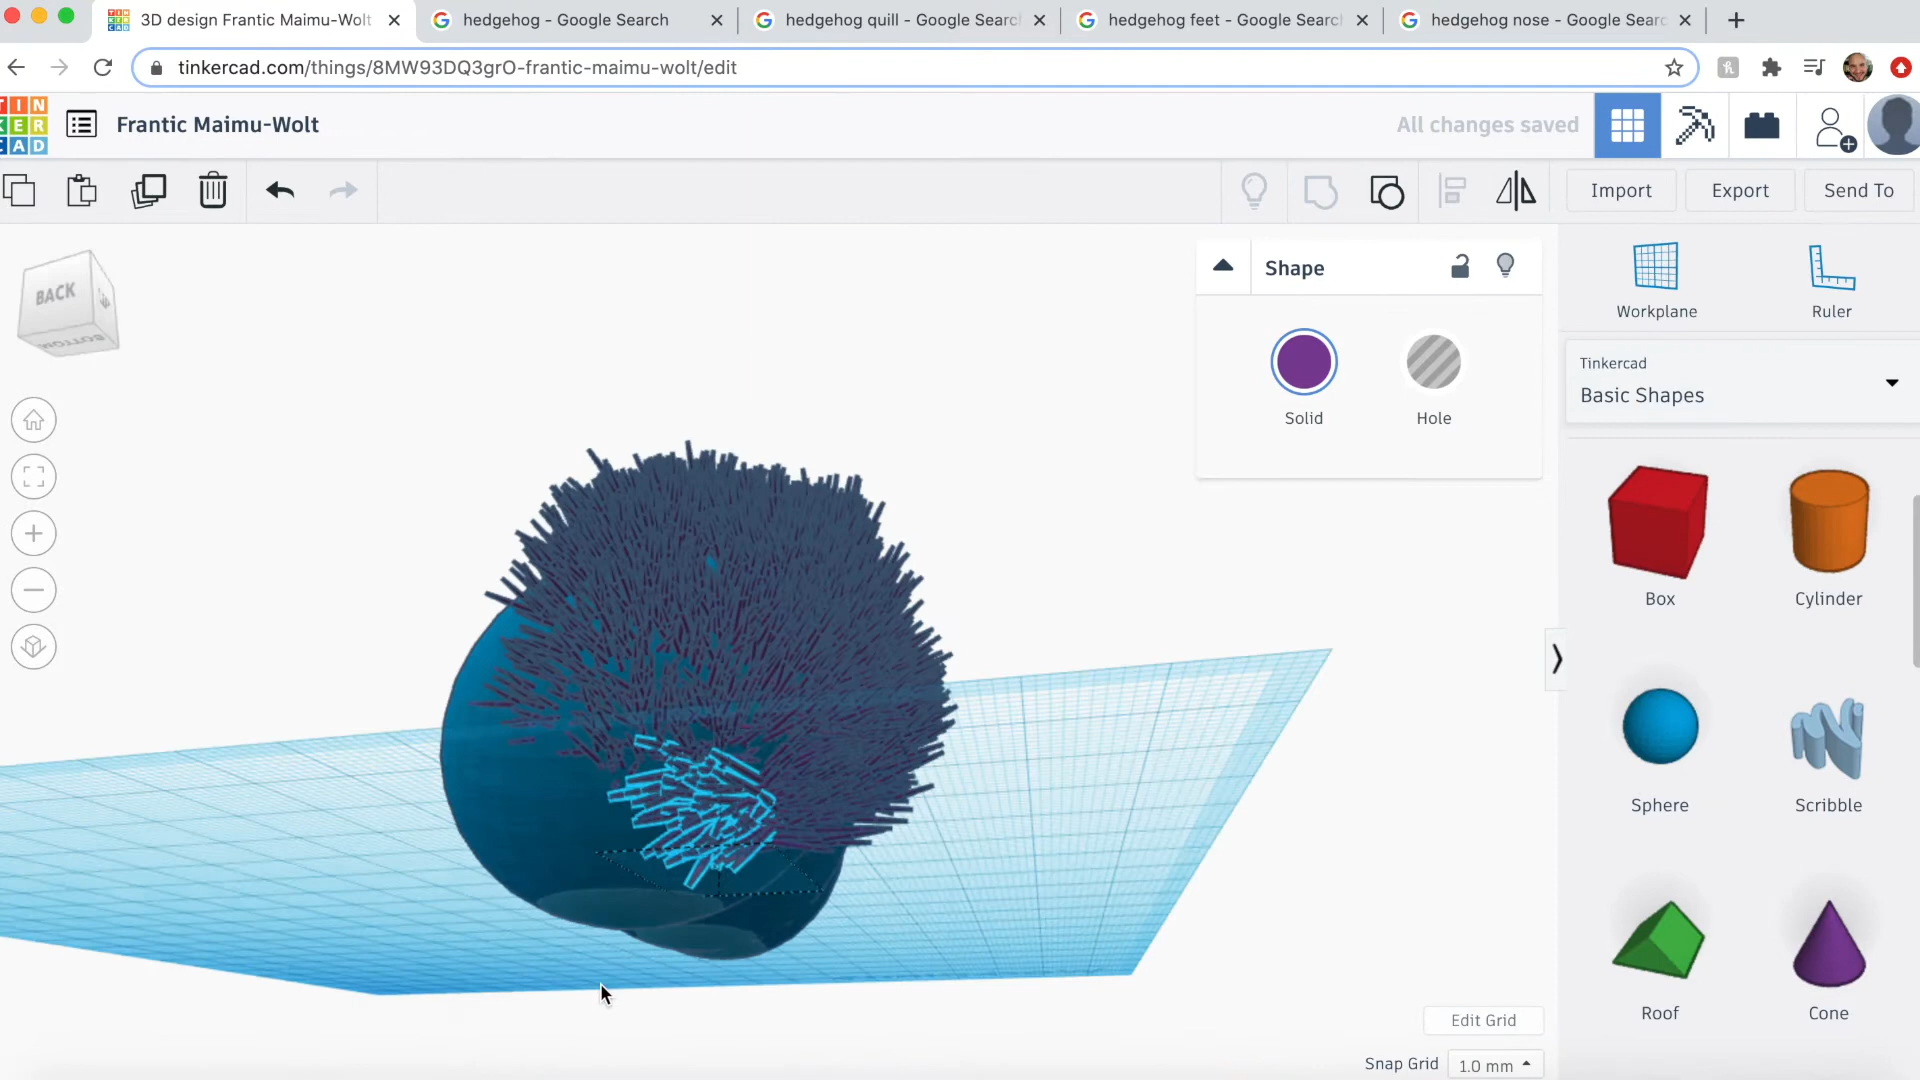 3D design Frantic Maimu-Wolt
hedgehog - Google Search
hedgehog quill - Google Searc
hedgehog feet - Google Searc
hedgehog nose - Google Searc
tinkercad.com/things/8MW93DQ3grO-frantic-maimu-wolt/edit
TIN
KER
CAD
Frantic Maimu-Wolt
All changes saved
Import
Export
Send To
BACK
BOTTOM
Shape
Solid
Hole
Workplane
Ruler
Tinkercad
Basic Shapes
Box
Cylinder
Sphere
Scribble
Roof
Cone
Edit Grid
Snap Grid 1.0 mm